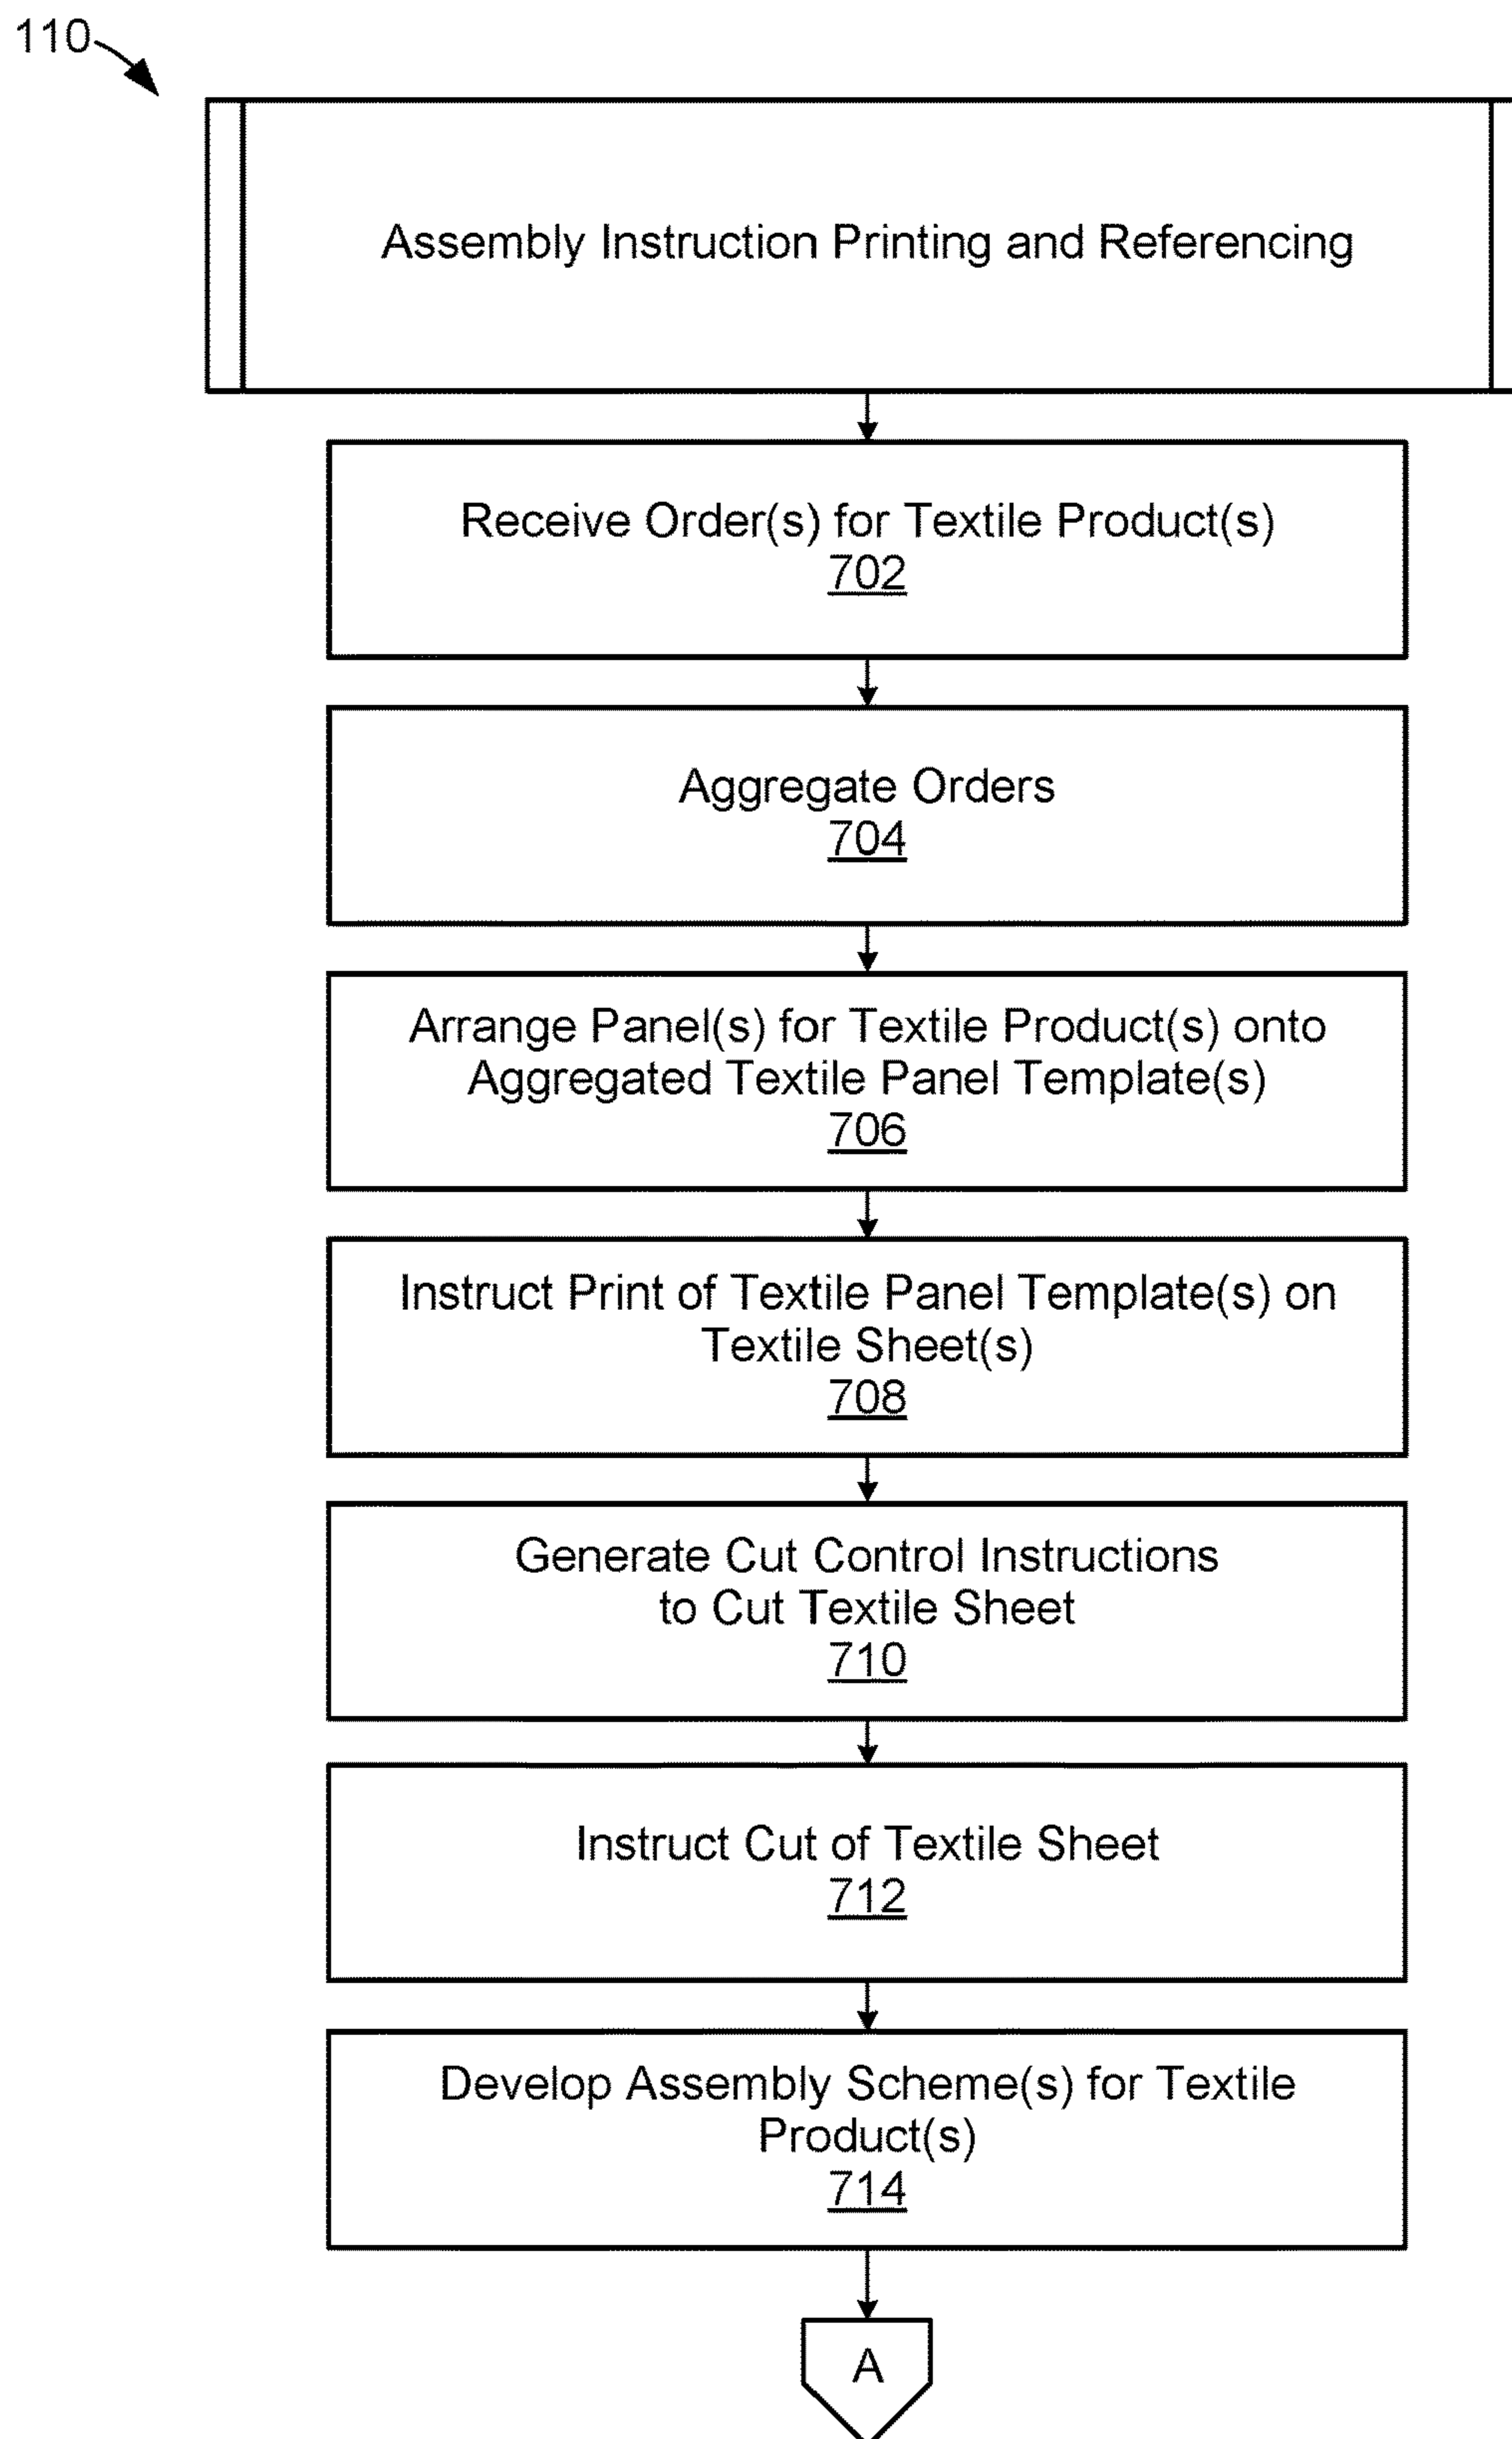 110
Assembly Instruction Printing and Referencing
Receive Order(s) for Textile Product(s)
702
Aggregate Orders
704
Arrange Panel(s) for Textile Product(s) onto
Aggregated Textile Panel Template(s)
706
Instruct Print of Textile Panel Template(s) on
Textile Sheet(s)
708
Generate Cut Control Instructions
to Cut Textile Sheet
710
Instruct Cut of Textile Sheet
712
Develop Assembly Scheme(s) for Textile
Product(s)
714
A